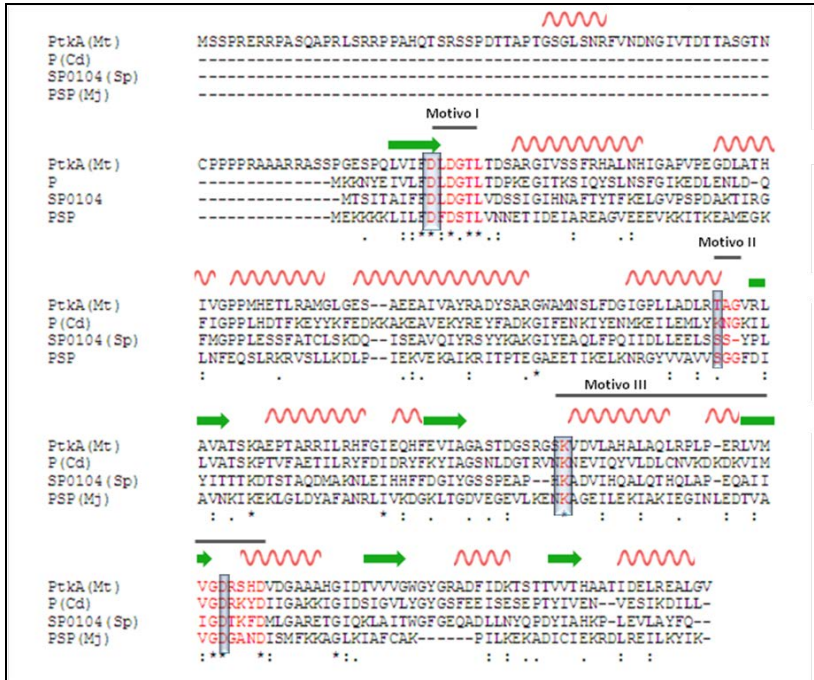 PtkA(Mt) MSSPRERRPASQAPRLSRRPPAHQTSRSSPDTTAPTGSGLSNRFVNDNGIVTDTTASGTN
P(Cd) ------------------------------------------------------------
SP0104(Sp) ------------------------------------------------------------
PSP(Mj) ------------------------------------------------------------
Motivo I
PtkA(Mt) CPPPPRAAARRASSPGESPQLVIFDLDGTLTDSARGIVSSFRHALNHIGAPVPEGDLATH
P --------------MKKNYEIVLFDLDGTLTDPKEGITKSIQYSLNSFGIKEDLENLD-Q
SP0104 ---------------MTSITAIFFDLDGTLVDSSIGIHNAFTYTFKELGVPSPDAKTIRG
PSP --------------MEKKKKLILFDFDSTLVNNETIDEIAREAGVEEEVKKITKEAMEGK
. ::**:*.** : .:
Motivo II
PtkA(Mt) IVGPPMHETLRAMGLGES--AEEAIVAYRADYSARGWAMNSLFDGIGPLLADLRTAGVRL
P(Cd) FIGPPLHDTFKEYYKFEDKKAKEAVEKYREYFADKGIFENKIYENMKEILEMLYKNGKIL
SP0104(Sp) FMGPPLESSFATCLSKDQ--ISEAVQIYRSYYKAKGIYEAQLFPQIIDLLEELSSS-YPL
PSP LNFEQSLRKRVSLLKDLP--IEKVEKAIKRITPTEGAEETIKELKNRGYVVAVVSGGFDI
: . .:. : .* : . :
Motivo III
PtkA(Mt) AVATSKAEPTARRILRHFGIEQHFEVIAGASTDGSRGSKVDVLAHALAQLRPLP-ERLVM
P(Cd) LVATSKPTVFAETILRYFDIDRYFKYIAGSNLDGTRVNKNEVIQYVLDLCNVKDKDKVIM
SP0104(Sp) YITTTKDTSTAQDMAKNLEIHHFFDGIYGSSPEAP--HKADVIHQALQTHQLAP-EQAII
PSP(Mj) AVNKIKEKLGLDYAFANRLIVKDGKLTGDVEGEVLKENKAGEILEKIAKIEGINLEDTVA
: . * * : . . . : * : : . : :
PtkA(Mt) VGDRSHDVDGAAAHGIDTVVVGWGYGRADFIDKTSTTVVTHAATIDELREALGV
P(Cd) VGDRKYDIIGAKKIGIDSIGVLYGYGSFEEISESEPTYIVEN--VESIKDILL-
SP0104(Sp) IGDTKFDMLGARETGIQKLAITWGFGEQADLLNYQPDYIAHKP-LEVLAYFQ--
PSP(Mj) VGDGANDISMFKKAGLKIAFCAK------PILKEKADICIEKRDLREILKYIK-
:** *: *:. : : .. . : :